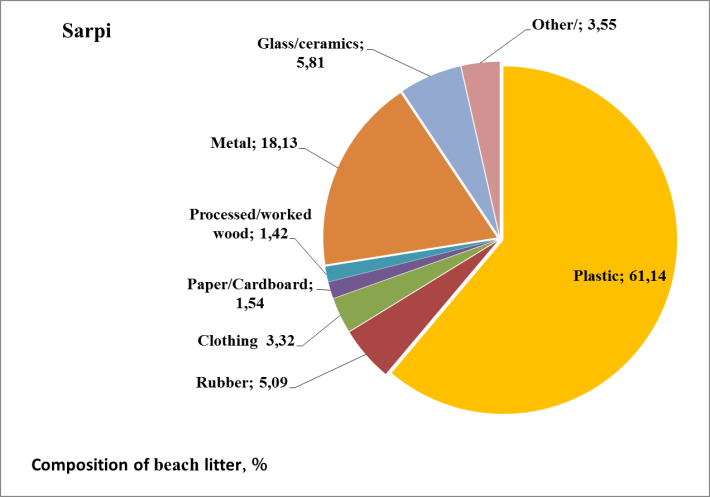 Sarpi
Other/; 3,55
Glass/ceramics;
5,81
Metal; 18,13
Processed/worked
wood; 1,42
Plastic; 61,14
Paper/Cardboard;
1,54
Clothing 3,32
Rubber; 5,09
Composition of beach litter, %